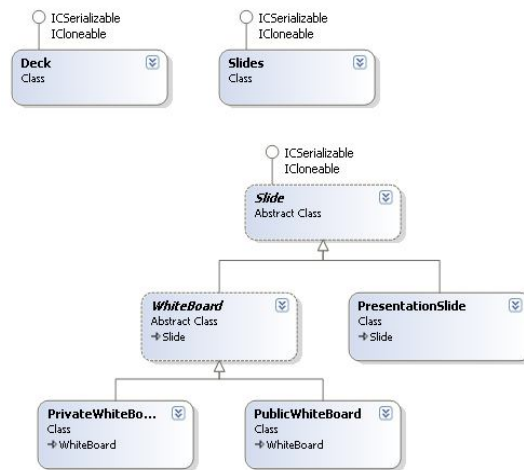 ICSerializable
ICloneable
Deck
Class
ICSerializable
ICloneable
Slides
Class
ICSerializable
ICloneable
Slide
Abstract Class
WhiteBoard
Abstract Class
Slide
PresentationSlide
Class
Slide
PrivateWhiteBo...
Class
WhiteBoard
PublicWhiteBoard
Class
WhiteBoard